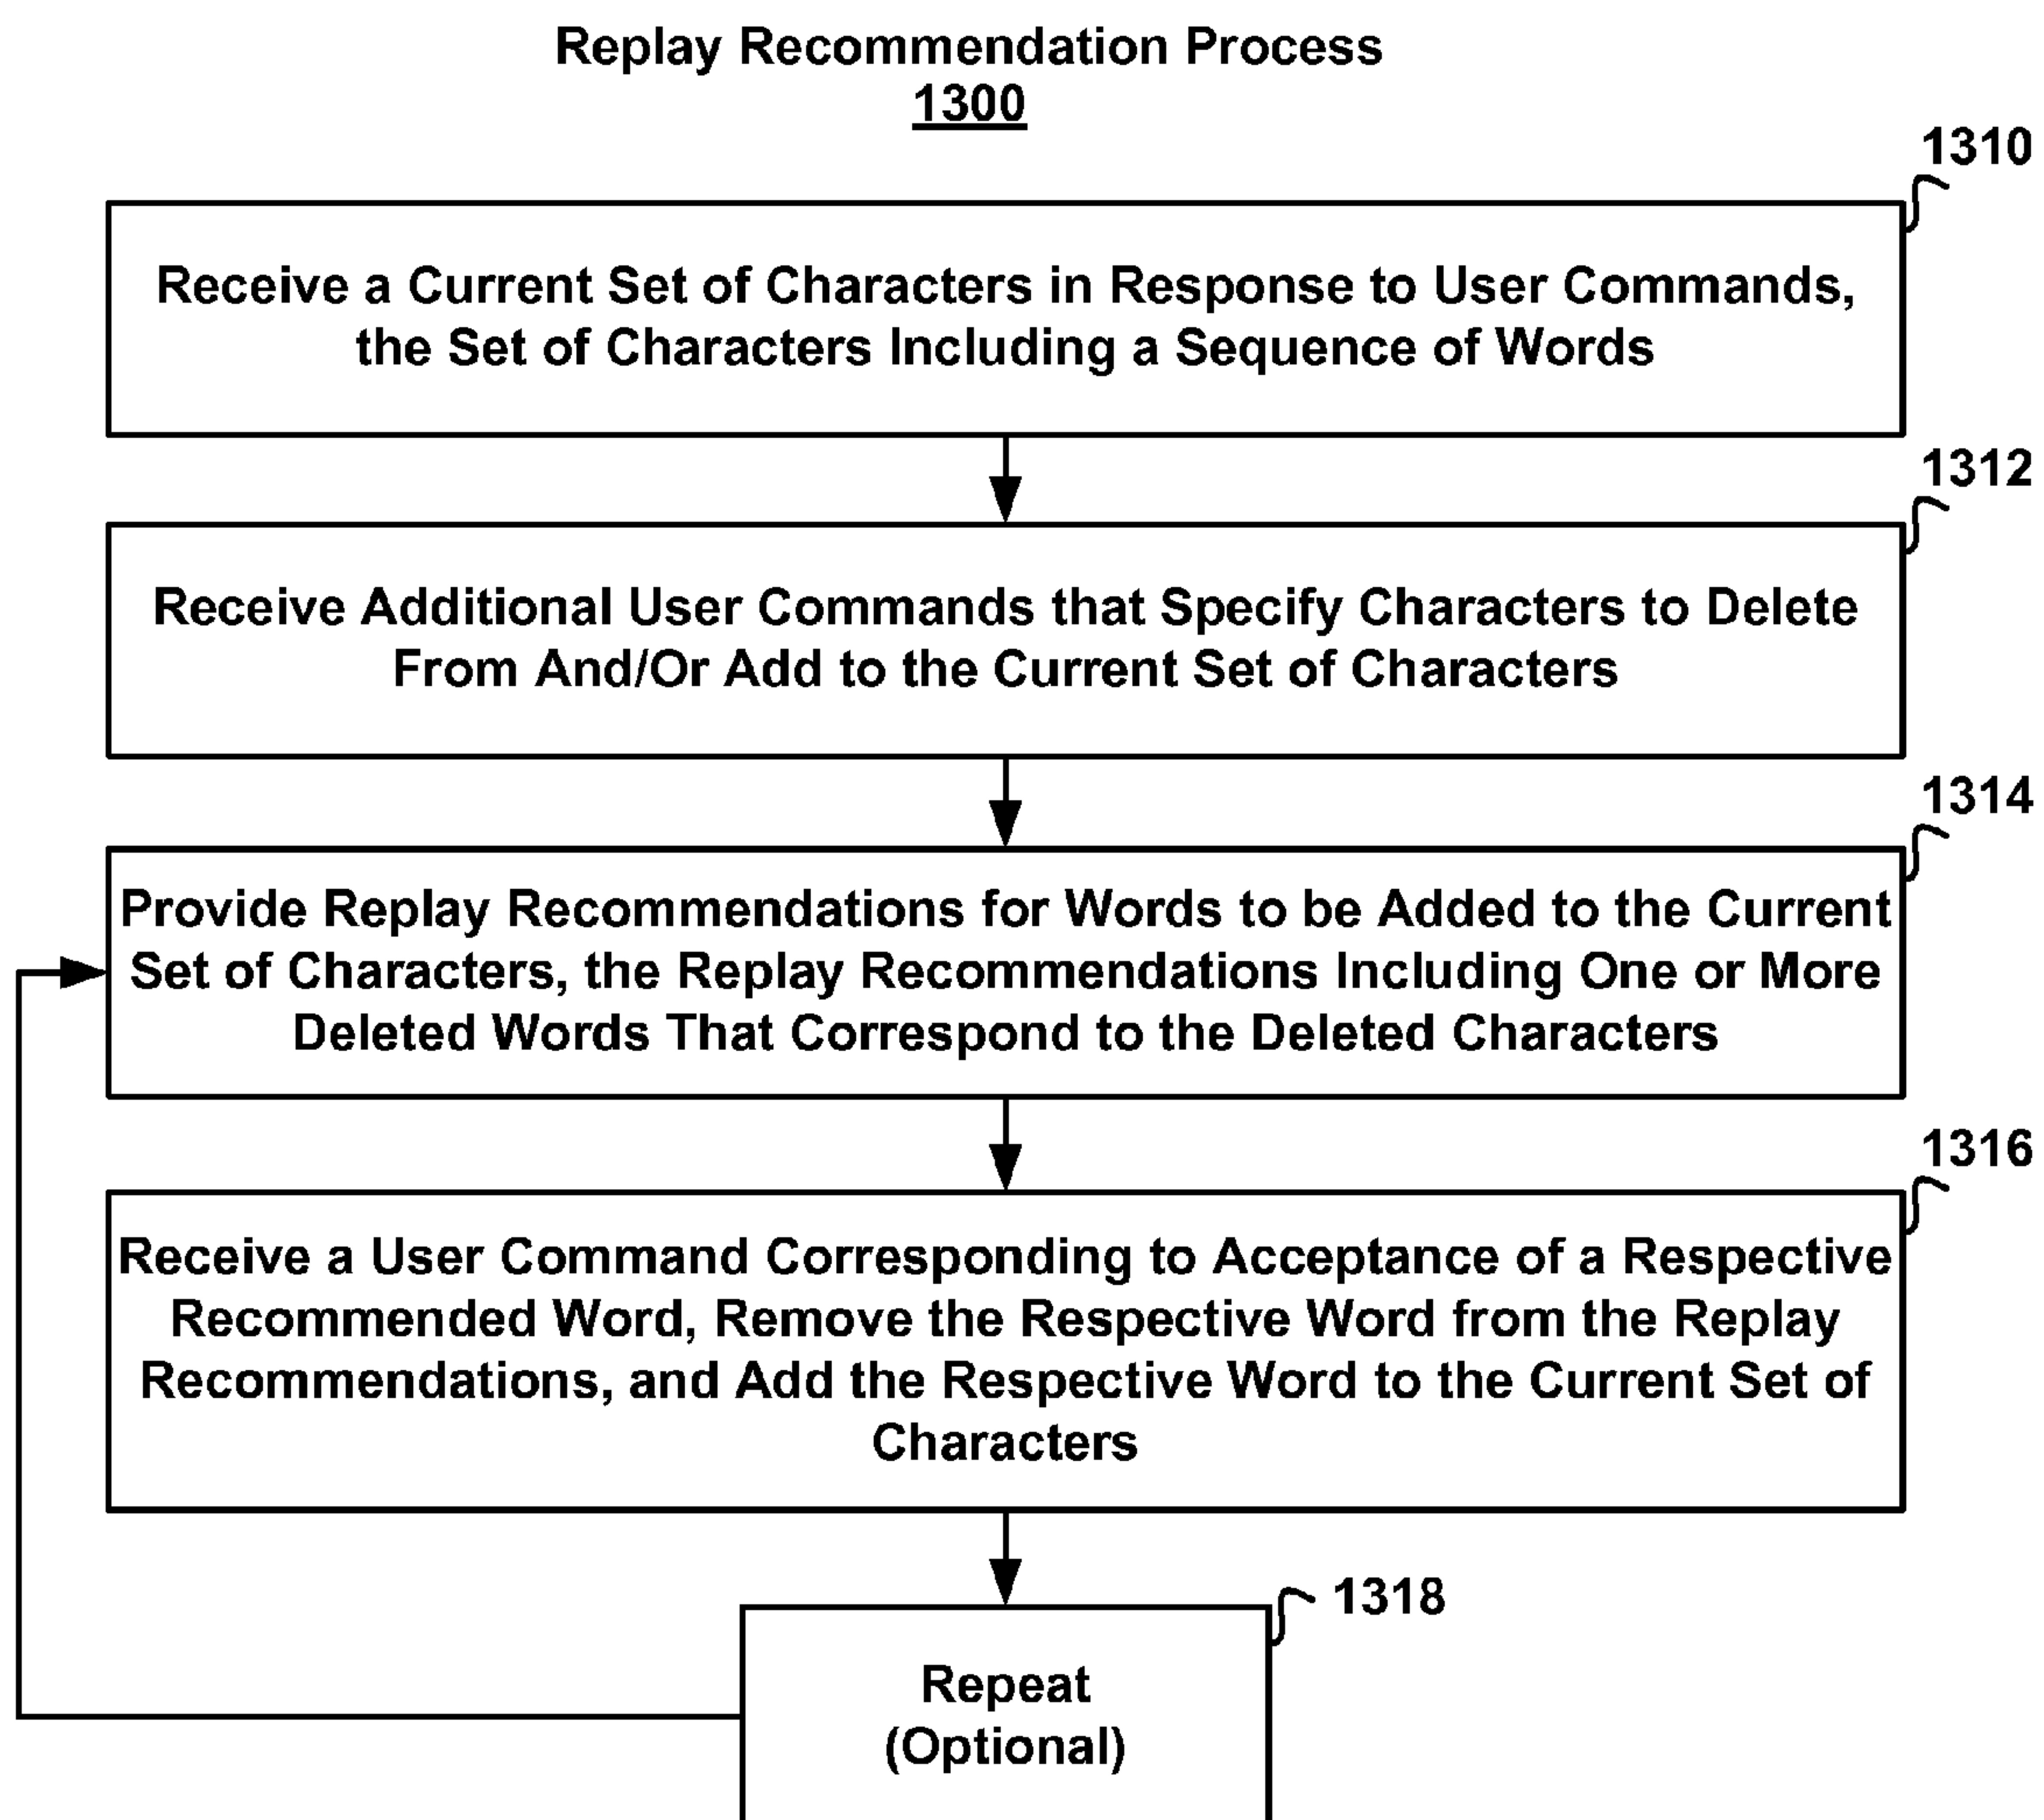 Replay Recommendation Process
1300
1310
Receive a Current Set of Characters in Response to User Commands,
the Set of Characters Including a Sequence of Words
1312
Receive Additional User Commands that Specify Characters to Delete
From And/Or Add to the Current Set of Characters
1314
Provide Replay Recommendations for Words to be Added to the Current
Set of Characters, the Replay Recommendations Including One or More
Deleted Words That Correspond to the Deleted Characters
1316
Receive a User Command Corresponding to Acceptance of a Respective
Recommended Word, Remove the Respective Word from the Replay
Recommendations, and Add the Respective Word to the Current Set of
Characters
1318
Repeat
(Optional)